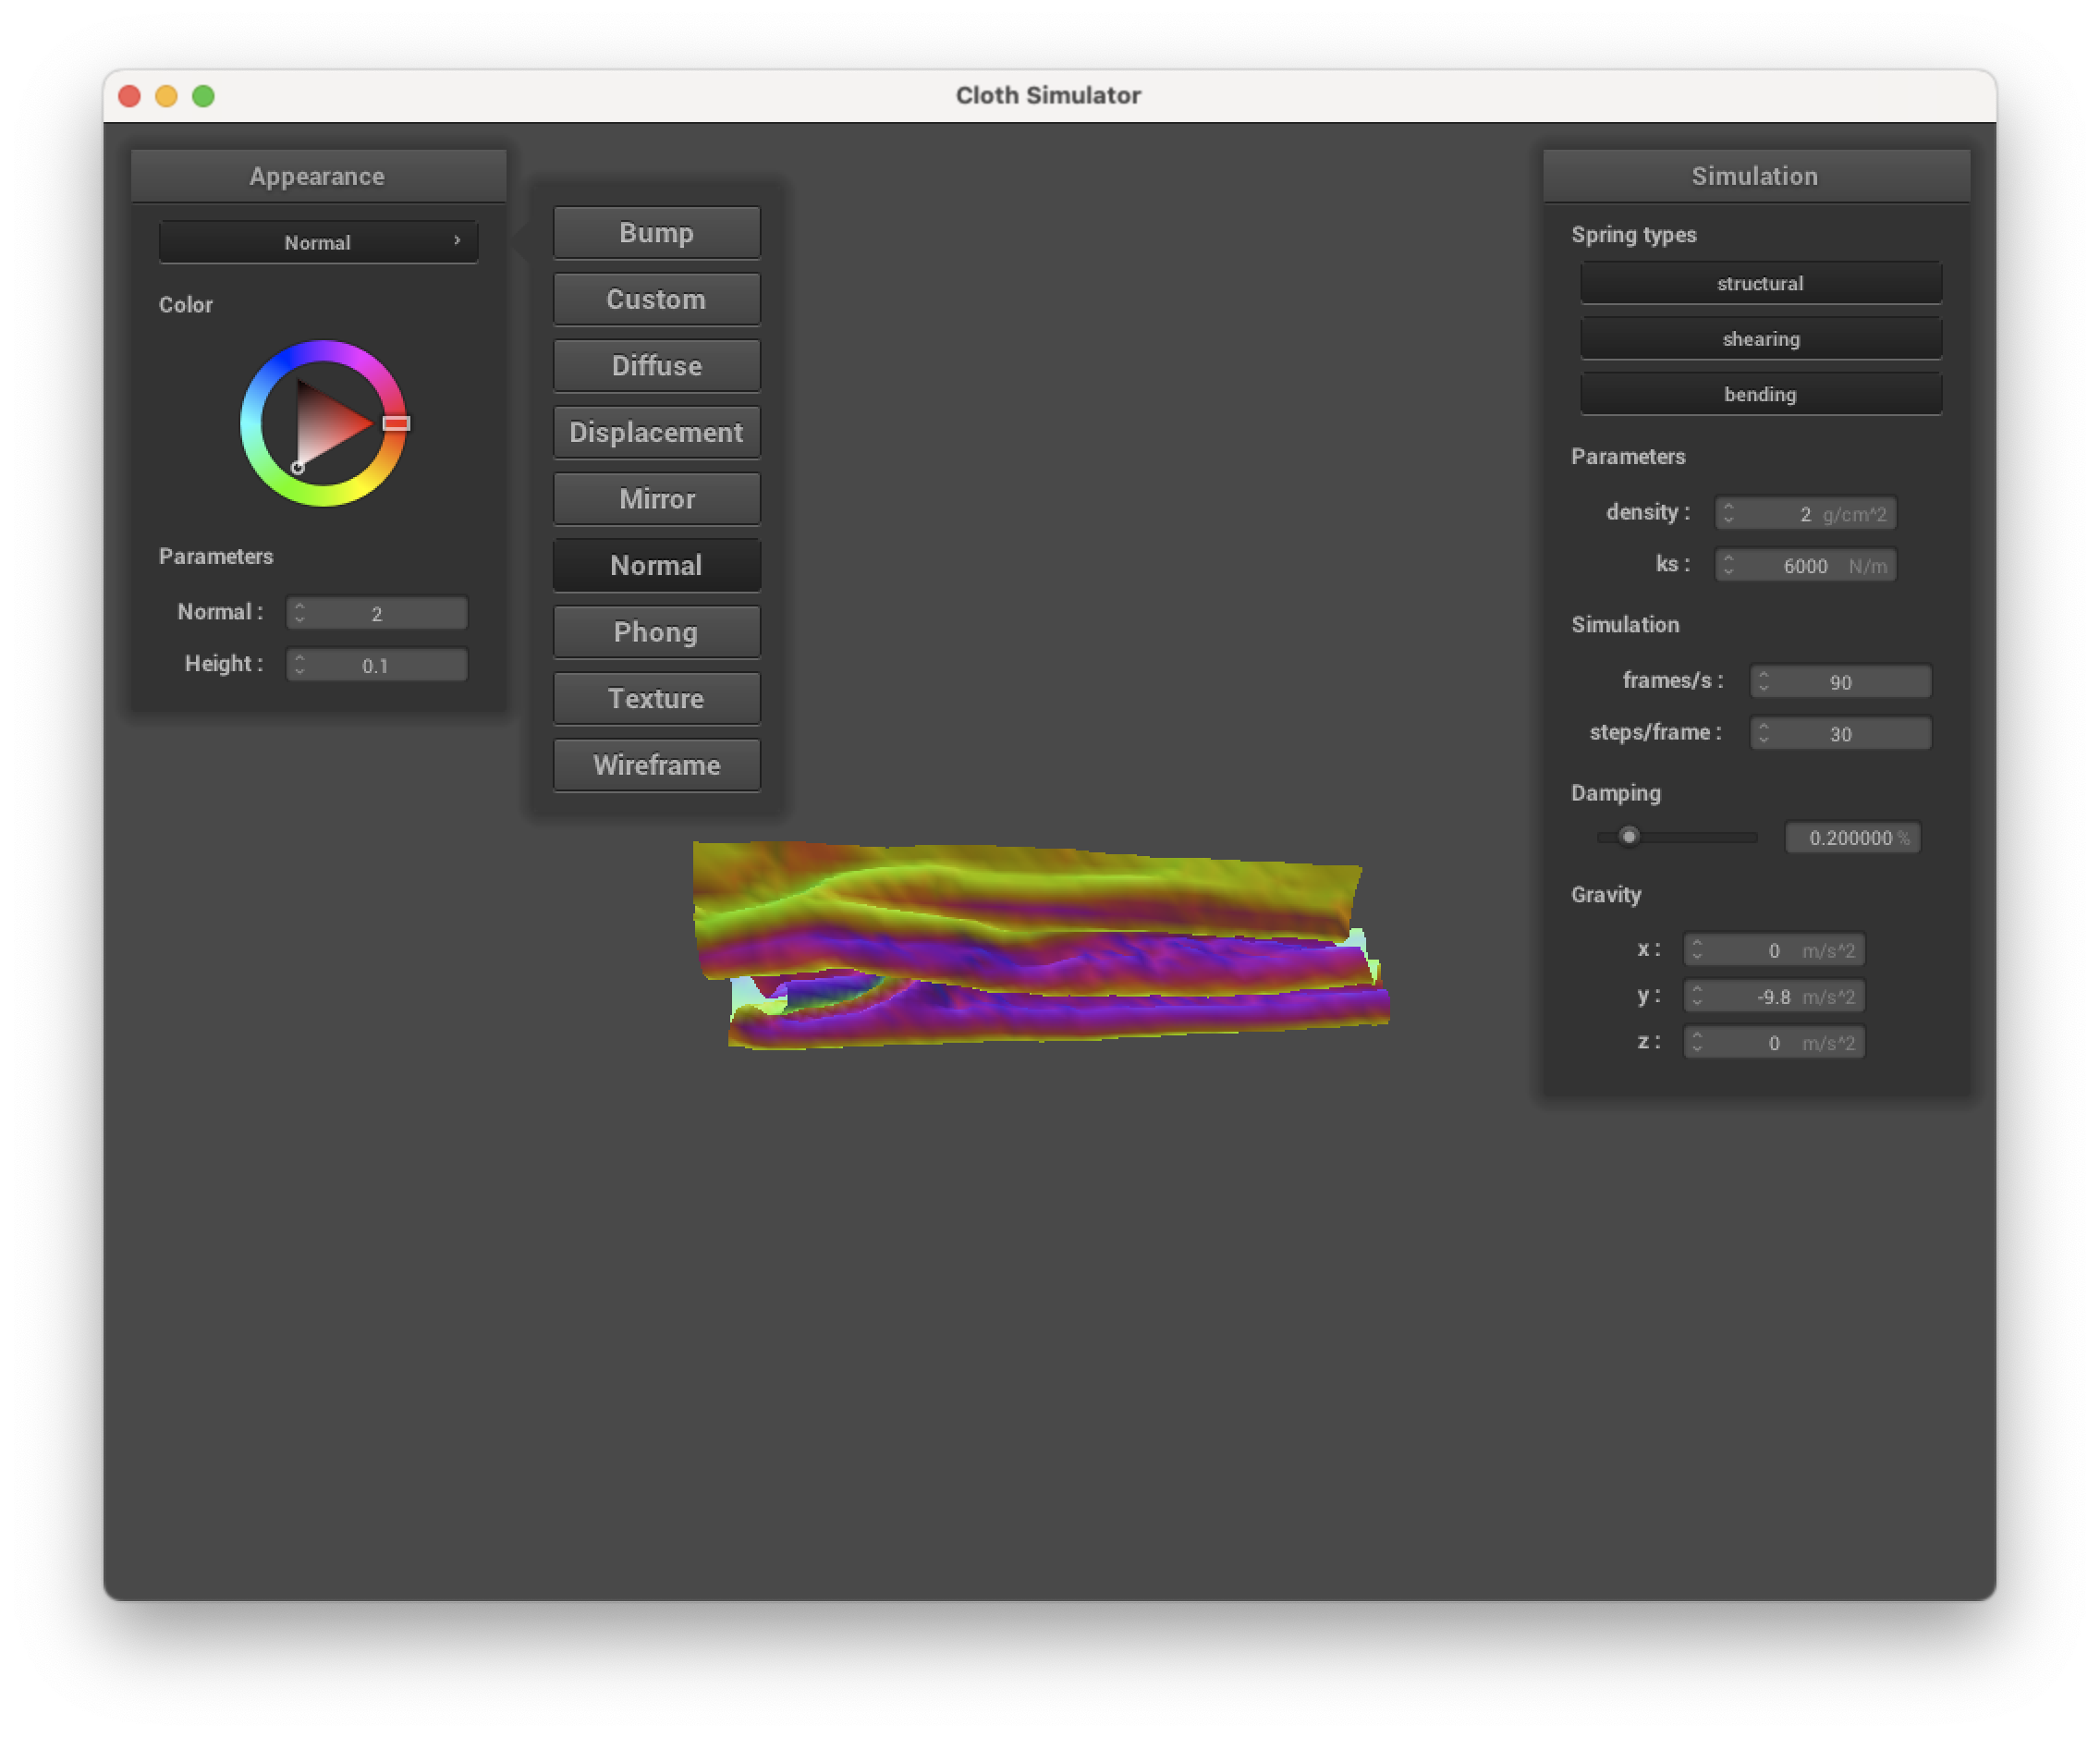 Cloth Simulator
Appearance
Normal
Color
Parameters
Normal : 2
Height : 0.1
Bump
Custom
Diffuse
Displacement
Mirror
Normal
Phong
Texture
Wireframe
Simulation
Spring types
structural
shearing
bending
Parameters
density : 2 g/cm^2
ks : 6000 N/m
Simulation
frames/s : 90
steps/frame : 30
Damping
0.200000 %
Gravity
x : 0 m/s^2
y : -9.8 m/s^2
z : 0 m/s^2